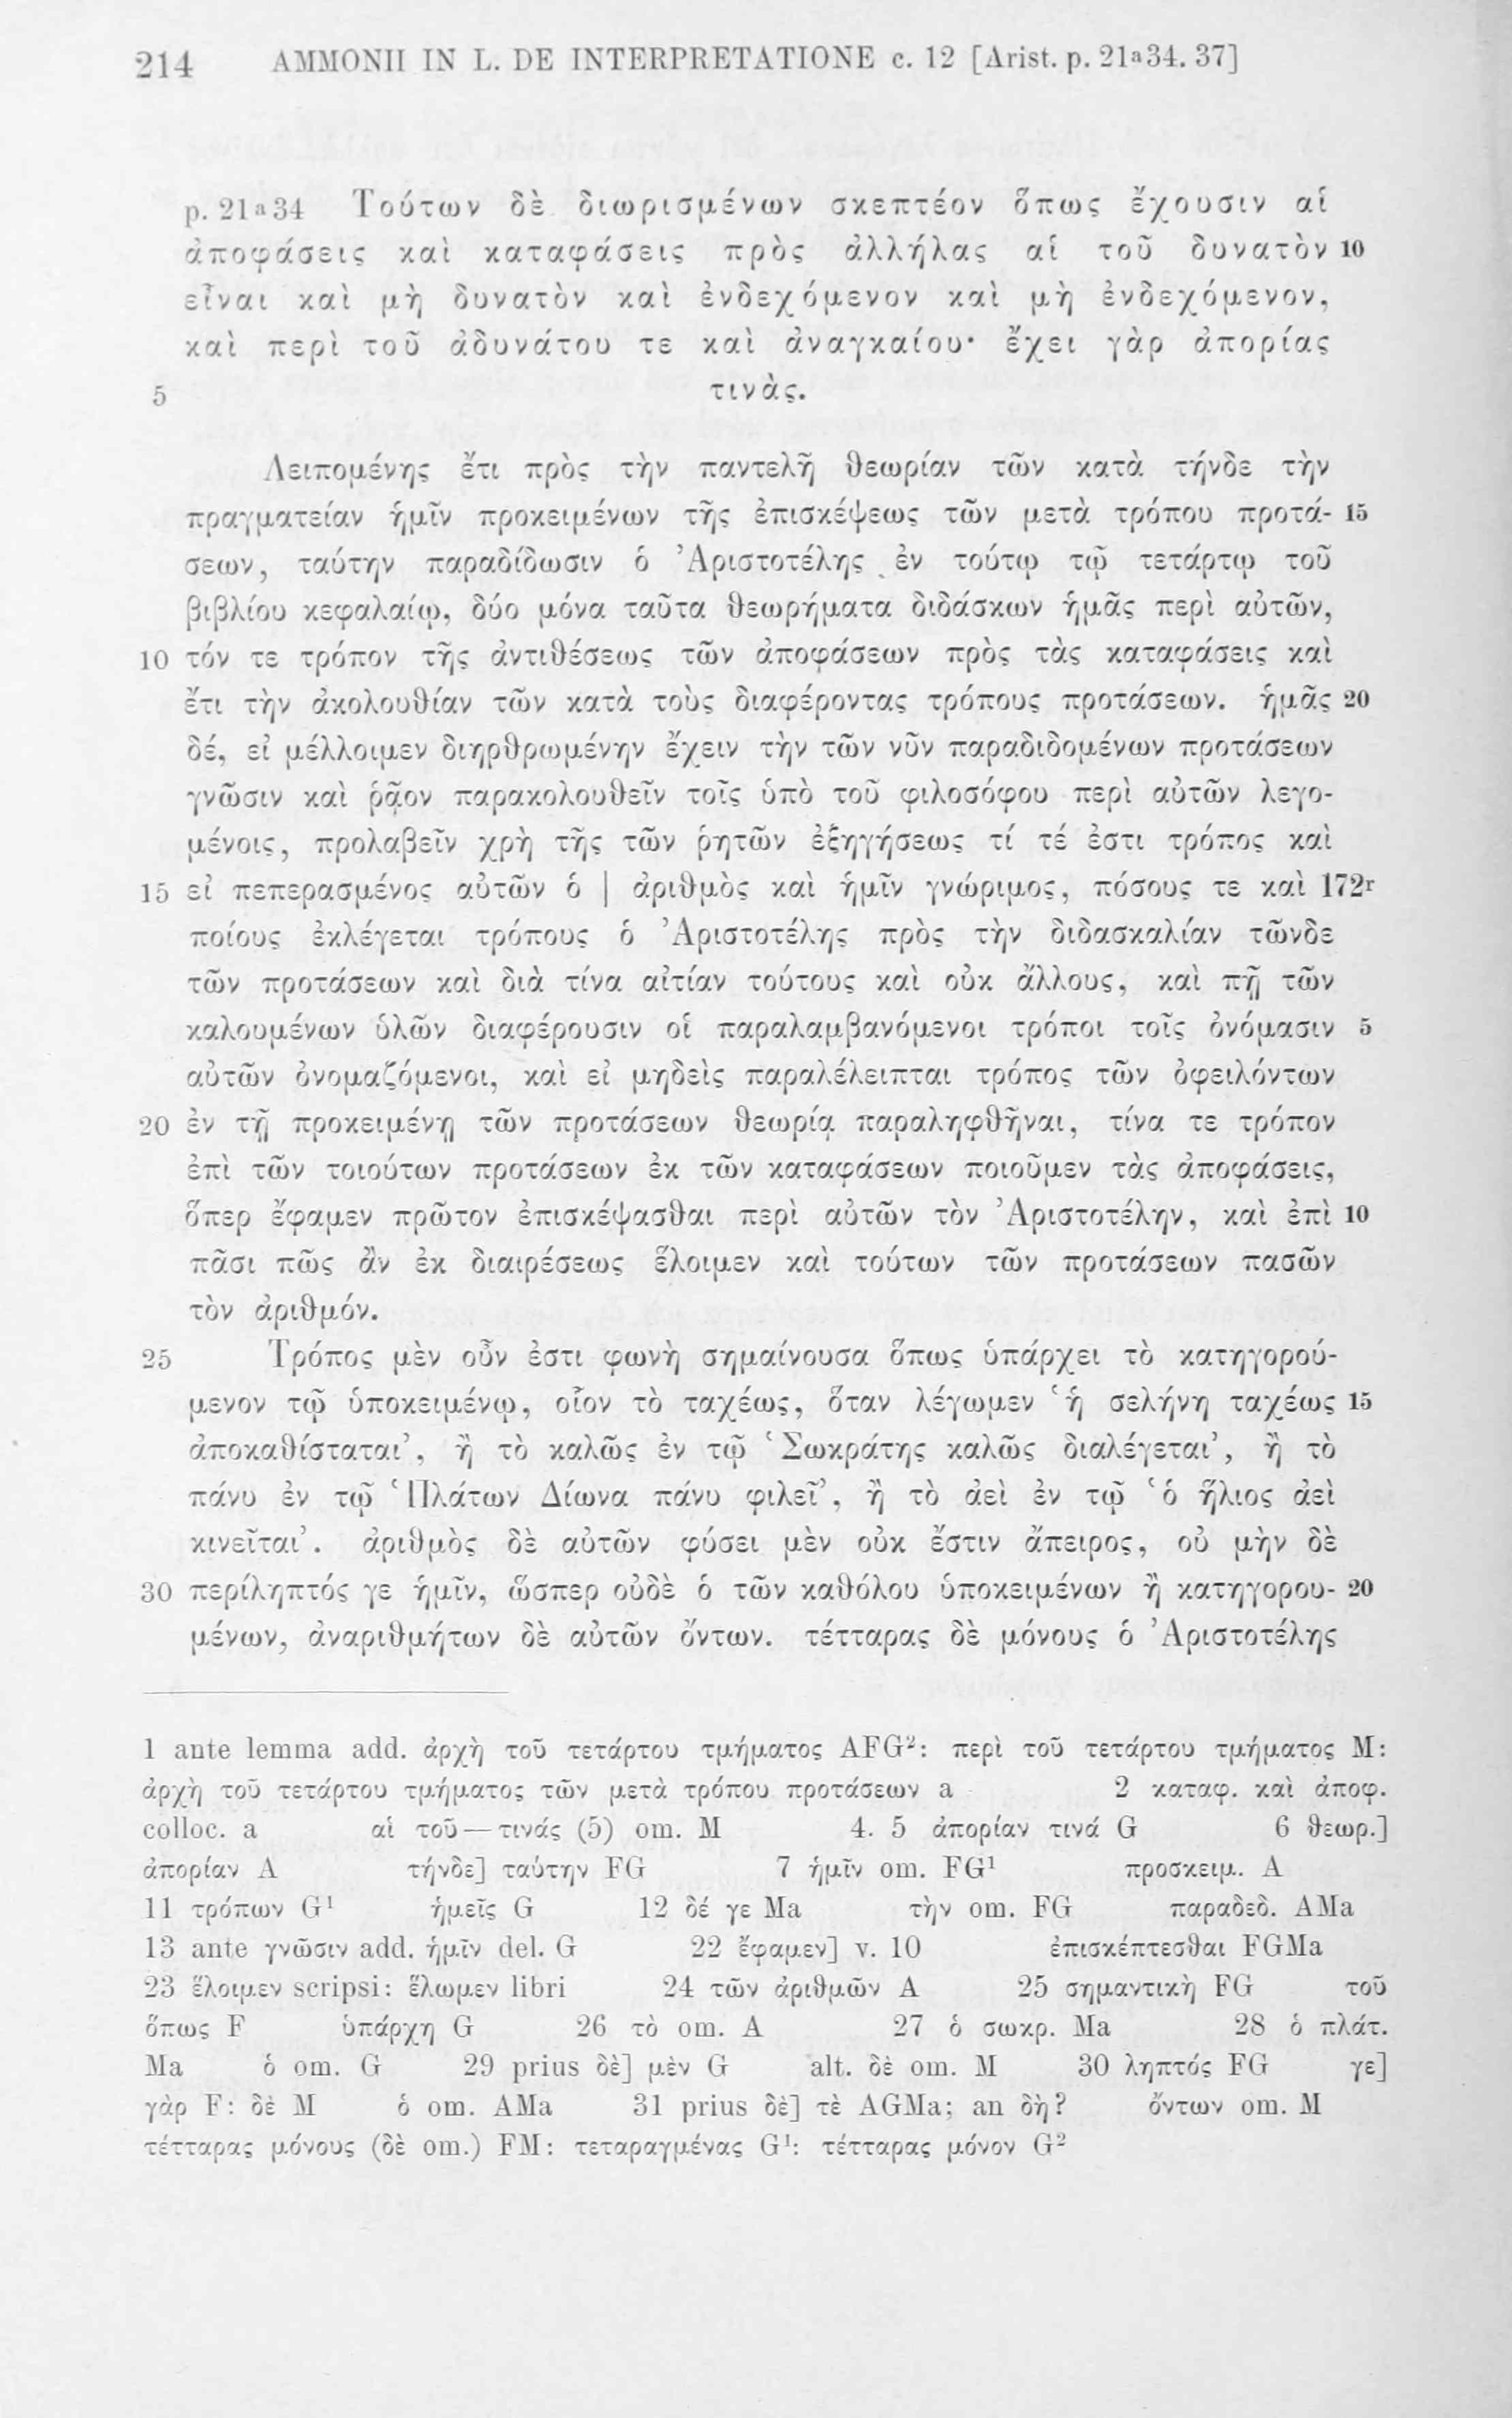 214 AMMONII IN L. DE INTERPRETATIONE c. 12 [Arist. p. 21a34. 37]
p. 21a34 Τούτων δὲ διωρισμένων σκεπτέον ὅπως ἔχουσιν αἱ
ἀποφάσεις καὶ καταφάσεις πρὸς ἀλλήλας αἱ τοῦ δυνατὸν 10
εἶναι καὶ μὴ δυνατὸν καὶ ἐνδεχόμενον καὶ μὴ ἐνδεχόμενον,
καὶ περὶ τοῦ ἀδυνάτου τε καὶ ἀναγκαίου· ἔχει γὰρ ἀπορίας
5 τινὰς.
Λειπομένης ἔτι πρὸς τὴν παντελῆ θεωρίαν τῶν κατὰ τήνδε τὴν
πραγματείαν ἡμῖν προκειμένων τῆς ἐπισκέψεως τῶν μετὰ τρόπου προτά- 15
σεων, ταύτην παραδίδωσιν ὁ Ἀριστοτέλης ἐν τούτῳ τῷ τετάρτῳ τοῦ
βιβλίου κεφαλαίῳ, δύο μόνα ταῦτα θεωρήματα διδάσκων ἡμᾶς περὶ αὐτῶν,
10 τόν τε τρόπον τῆς ἀντιθέσεως τῶν ἀποφάσεων πρὸς τὰς καταφάσεις καὶ
ἔτι τὴν ἀκολουθίαν τῶν κατὰ τοὺς διαφέροντας τρόπους προτάσεων. ἡμᾶς 20
δέ, εἰ μέλλοιμεν διηρθρωμένην ἔχειν τὴν τῶν νῦν παραδιδομένων προτάσεων
γνῶσιν καὶ ῥᾷον παρακολουθεῖν τοῖς ὑπὸ τοῦ φιλοσόφου περὶ αὐτῶν λεγο-
μένοις, προλαβεῖν χρὴ τῆς τῶν ῥητῶν ἐξηγήσεως τί τέ ἐστι τρόπος καὶ
15 εἰ πεπερασμένος αὐτῶν ὁ | ἀριθμὸς καὶ ἡμῖν γνώριμος, πόσους τε καὶ 172r
ποίους ἐκλέγεται τρόπους ὁ Ἀριστοτέλης πρὸς τὴν διδασκαλίαν τῶνδε
τῶν προτάσεων καὶ διὰ τίνα αἰτίαν τούτους καὶ οὐκ ἄλλους, καὶ πῇ τῶν
καλουμένων ὑλῶν διαφέρουσιν οἱ παραλαμβανόμενοι τρόποι τοῖς ὀνόμασιν 5
αὐτῶν ὀνομαζόμενοι, καὶ εἰ μηδεὶς παραλέλειπται τρόπος τῶν ὀφειλόντων
20 ἐν τῇ προκειμένῃ τῶν προτάσεων θεωρίᾳ παραληφθῆναι, τίνα τε τρόπον
ἐπὶ τῶν τοιούτων προτάσεων ἐκ τῶν καταφάσεων ποιοῦμεν τὰς ἀποφάσεις,
ὅπερ ἔφαμεν πρῶτον ἐπισκέψασθαι περὶ αὐτῶν τὸν Ἀριστοτέλην, καὶ ἐπὶ 10
πᾶσι πῶς ἂν ἐκ διαιρέσεως ἕλοιμεν καὶ τούτων τῶν προτάσεων πασῶν
τὸν ἀριθμόν.
25 Τρόπος μὲν οὖν ἐστι φωνὴ σημαίνουσα ὅπως ὑπάρχει τὸ κατηγορού-
μενον τῷ ὑποκειμένῳ, οἷον τὸ ταχέως, ὅταν λέγωμεν ‘ἡ σελήνη ταχέως 15
ἀποκαθίσταται’, ἢ τὸ καλῶς ἐν τῷ ‘Σωκράτης καλῶς διαλέγεται’, ἢ τὸ
πάνυ ἐν τῷ ‘Πλάτων Δίωνα πάνυ φιλεῖ’, ἢ τὸ ἀεὶ ἐν τῷ ‘ὁ ἥλιος ἀεὶ
κινεῖται’. ἀριθμὸς δὲ αὐτῶν φύσει μὲν οὐκ ἔστιν ἄπειρος, οὐ μὴν δὲ
30 περίληπτός γε ἡμῖν, ὥσπερ οὐδὲ ὁ τῶν καθόλου ὑποκειμένων ἢ κατηγορου- 20
μένων, ἀναριθμήτων δὲ αὐτῶν ὄντων. τέτταρας δὲ μόνους ὁ Ἀριστοτέλης
1 ante lemma add. ἀρχὴ τοῦ τετάρτου τμήματος AFG²: περὶ τοῦ τετάρτου τμήματος M:
ἀρχὴ τοῦ τετάρτου τμήματος τῶν μετὰ τρόπου προτάσεων a 2 καταφ. καὶ ἀποφ.
colloc. a αἱ τοῦ — τινάς (5) om. M 4. 5 ἀπορίαν τινά G 6 θεωρ.]
ἀπορίαν A τήνδε] ταύτην FG 7 ἡμῖν om. FG¹ προσκειμ. A
11 τρόπων G¹ ἡμεῖς G 12 δέ γε Ma τὴν om. FG παραδεδ. AMa
13 ante γνῶσιν add. ἡμῖν del. G 22 ἔφαμεν] v. 10 ἐπισκέπτεσθαι FGMa
23 ἕλοιμεν scripsi: ἕλωμεν libri 24 τῶν ἀριθμῶν A 25 σημαντικὴ FG τοῦ
ὅπως F ὑπάρχη G 26 τὸ om. A 27 ὁ σωκρ. Ma 28 ὁ πλάτ.
Ma ὁ om. G 29 prius δὲ] μὲν G alt. δὲ om. M 30 ληπτός FG γε]
γὰρ F: δὲ M ὁ om. AMa 31 prius δὲ] τὲ AGMa; an δὴ? ὄντων om. M
τέτταρας μόνους (δὲ om.) FM: τεταραγμένας G¹: τέτταρας μόνον G²